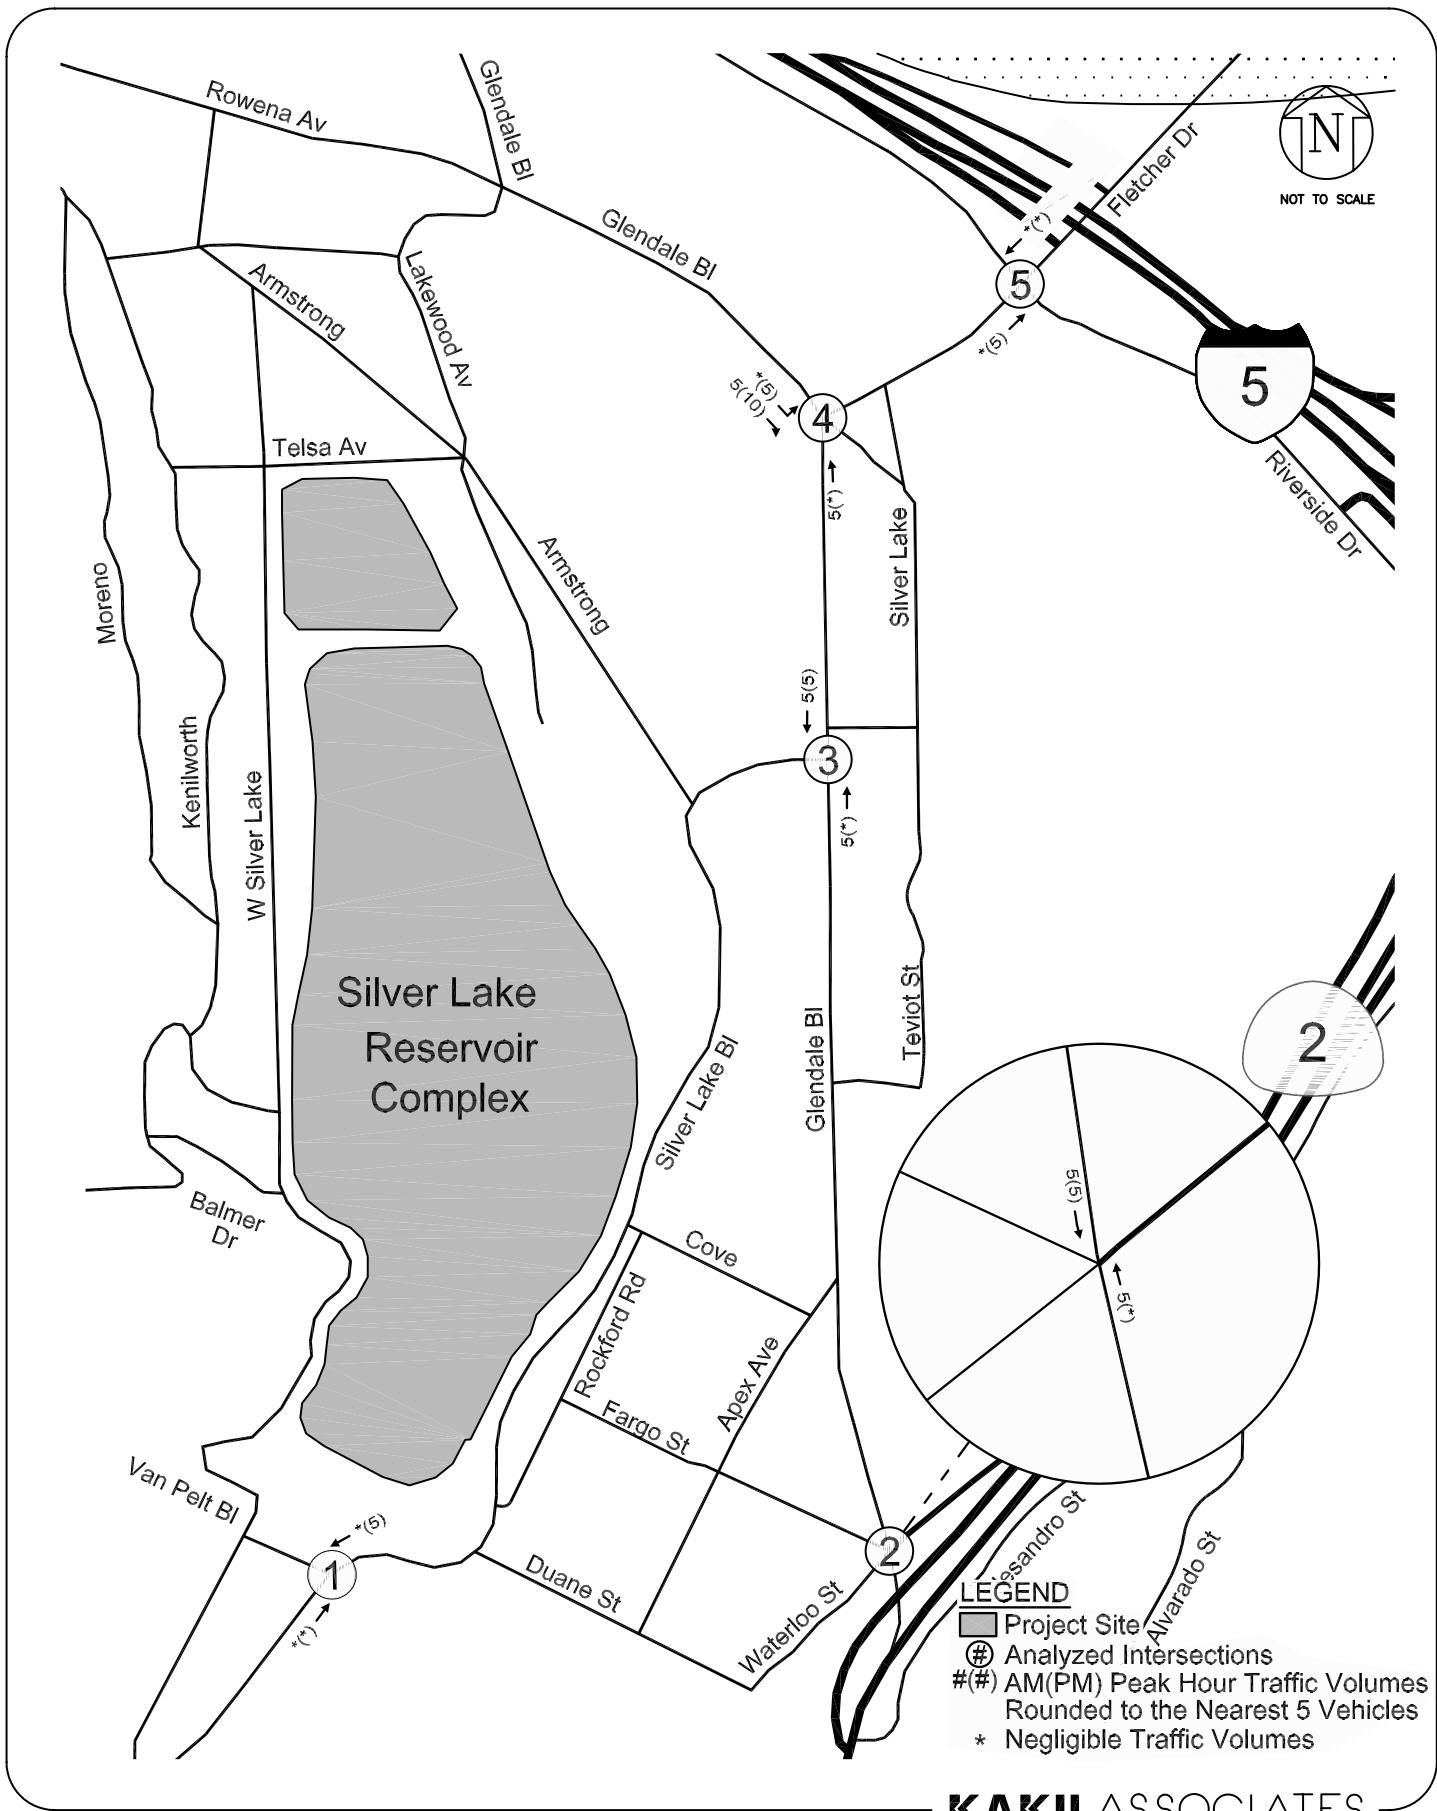 Rowena Av
Glendale Bl
Glendale Bl
Fletcher Dr
N
NOT TO SCALE
*(*)
5
*(5)
5
Armstrong
Lakewood Av
*(5)
5(10)
4
Telsa Av
5(*)
Silver Lake
Riverside Dr
Armstrong
Moreno
Kenilworth
W Silver Lake
5(5)
3
5(*)
Silver Lake
Reservoir
Complex
Silver Lake Bl
Glendale Bl
Teviot St
2
5(5)
5(*)
Balmer
Dr
Cove
Rockford Rd
Apex Ave
Fargo St
Van Pelt Bl
*(5)
1
*(*)
Duane St
Waterloo St
2
Alvarado St
LEGEND
Project Site
# Analyzed Intersections
#(#) AM(PM) Peak Hour Traffic Volumes
Rounded to the Nearest 5 Vehicles
* Negligible Traffic Volumes
KAKU ASSOCIATES